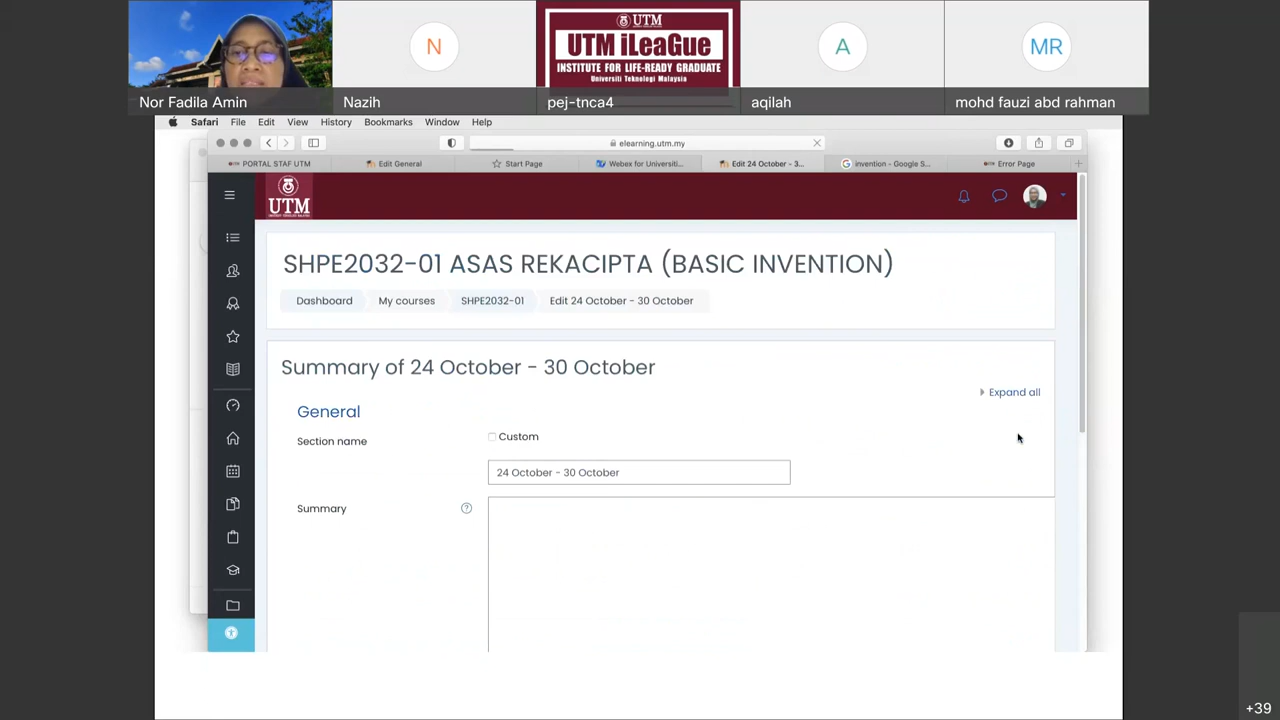 UTM
UTM iLeaGue
INSTITUTE FOR LIFE-READY GRADUATE
Universiti Teknologi Malaysia
N
A
MR
Nor Fadila Amin
Nazih
pej-tnca4
aqilah
mohd fauzi abd rahman
Safari File Edit View History Bookmarks Window Help
elearning.utm.my
PORTAL STAF UTM
Edit General
Start Page
Webex for Universiti...
Edit 24 October - 3...
invention - Google S...
Error Page
UTM
SHPE2032-01 ASAS REKACIPTA (BASIC INVENTION)
Dashboard
My courses
SHPE2032-01
Edit 24 October - 30 October
Summary of 24 October - 30 October
Expand all
General
Section name
Custom
24 October - 30 October
Summary
+39